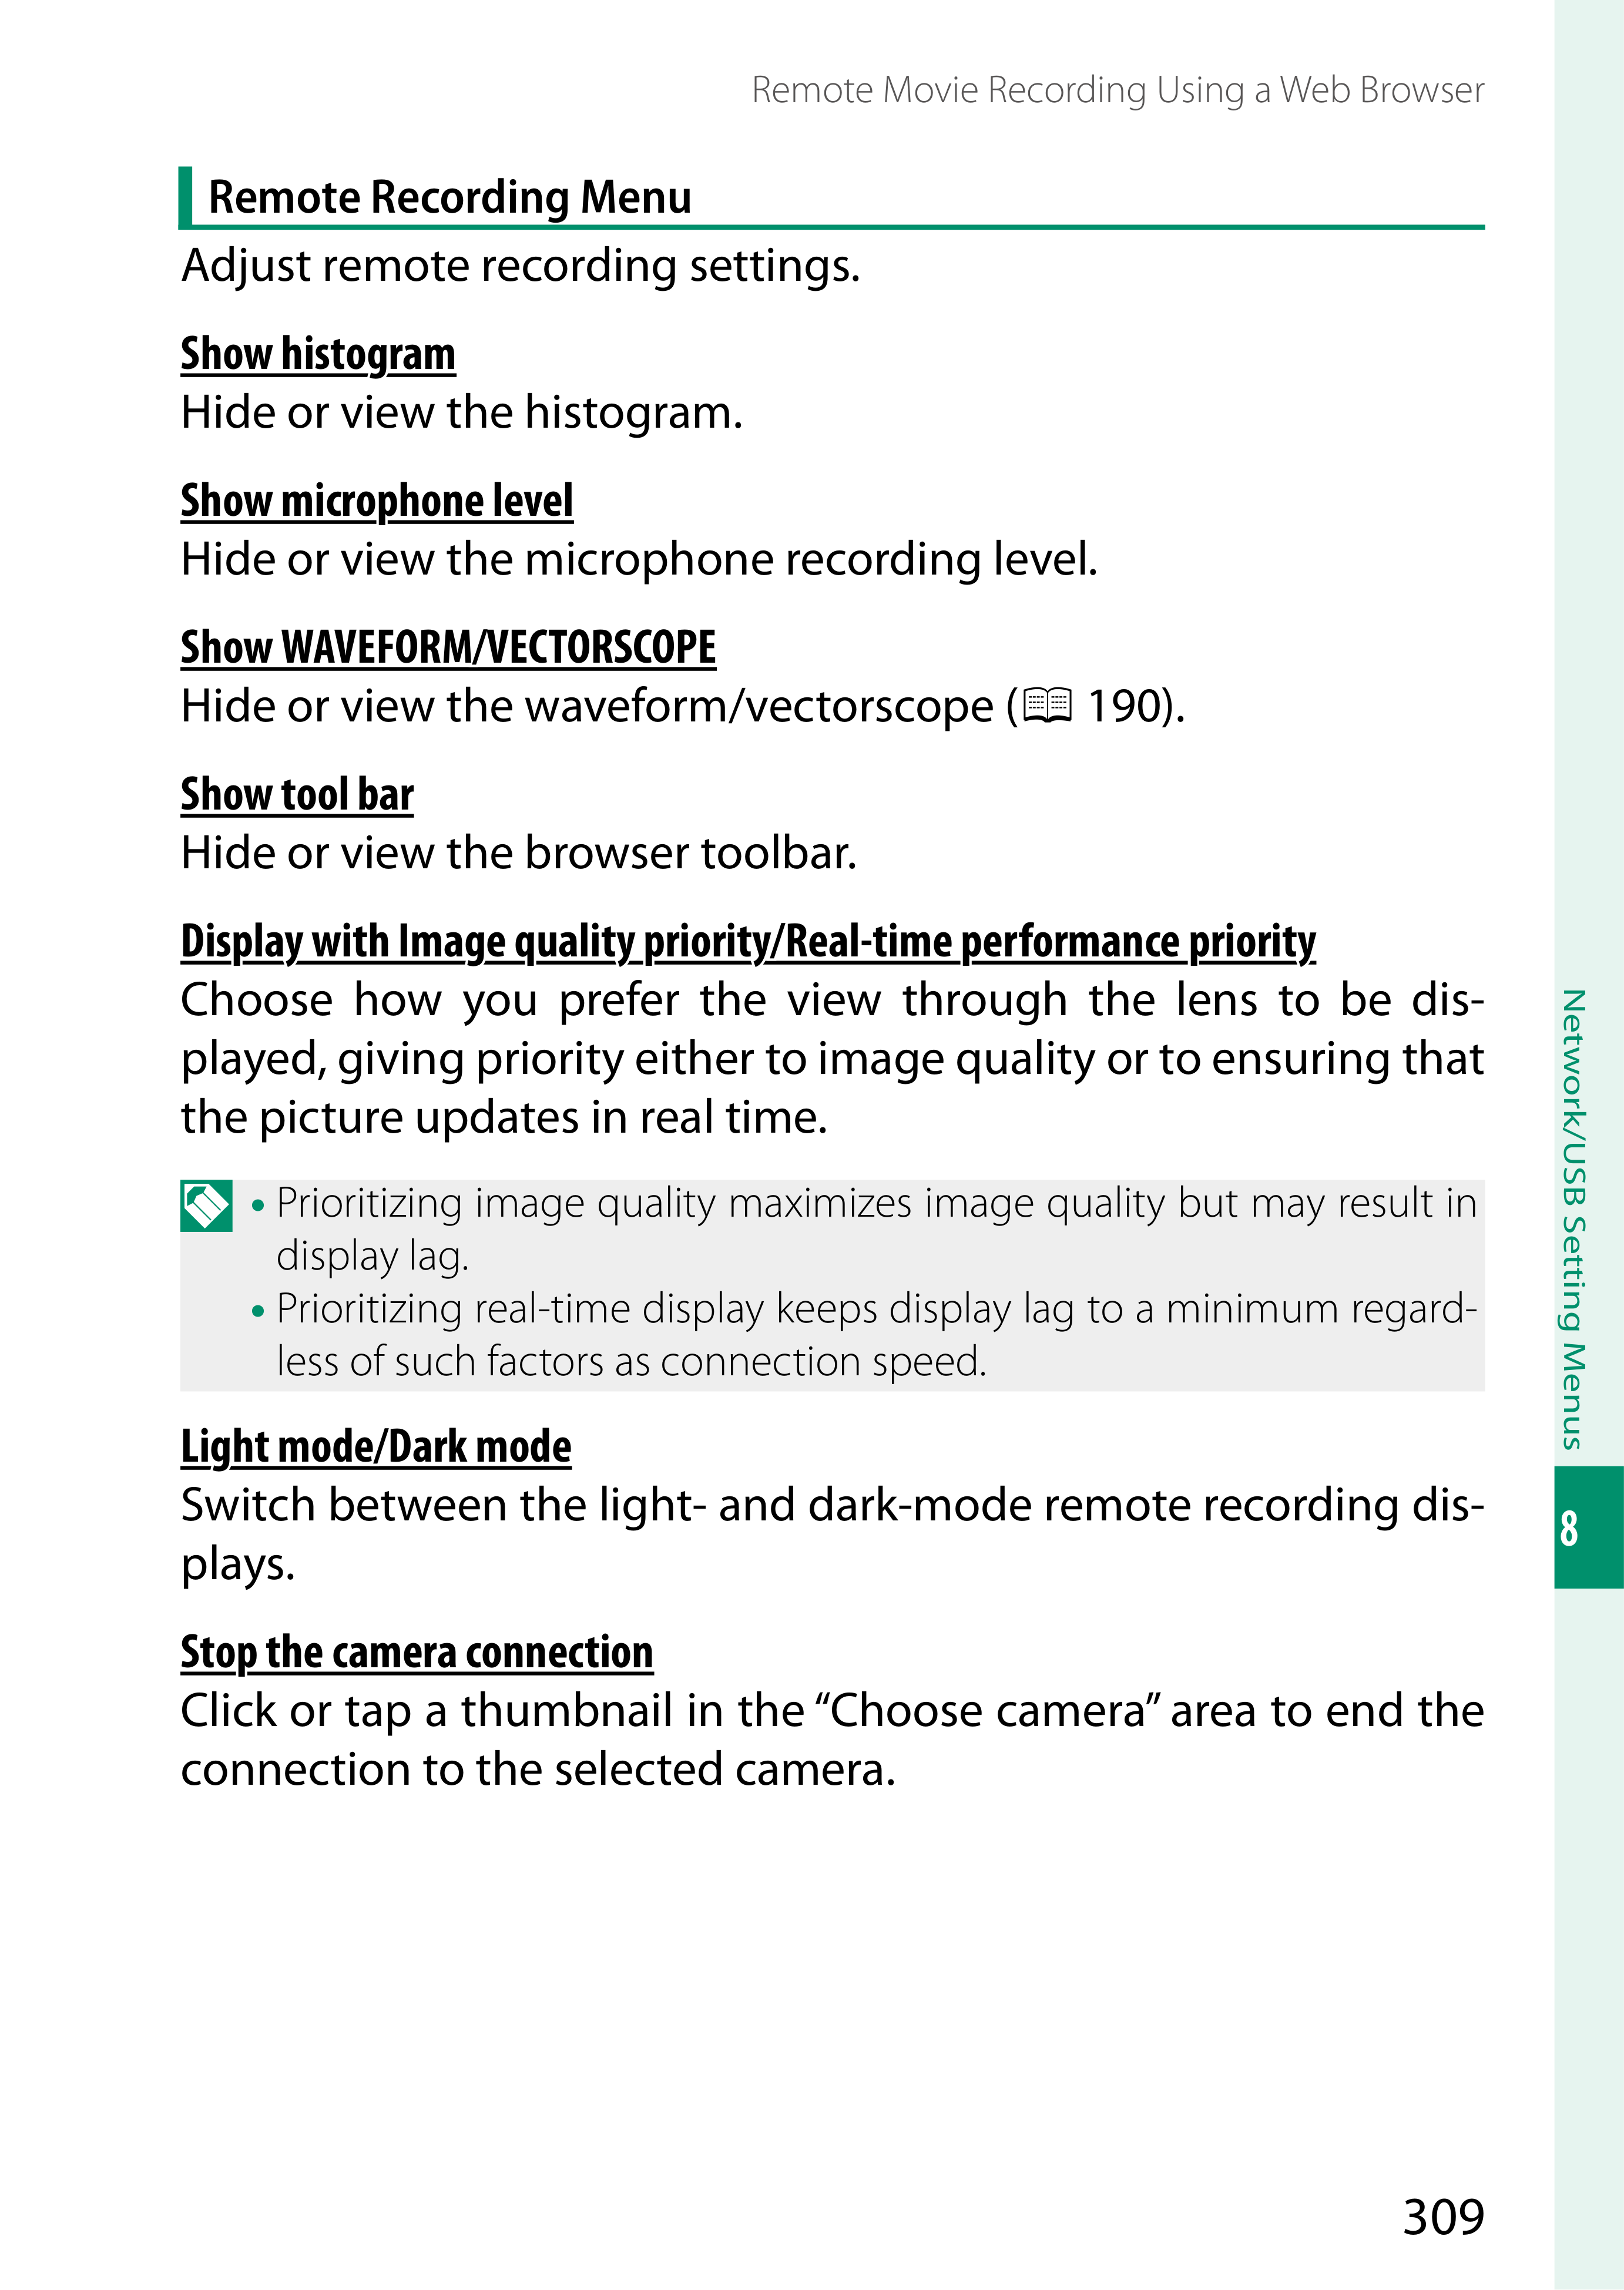 Remote Movie Recording Using a Web Browser
Remote Recording Menu
Adjust remote recording settings.
Show histogram
Hide or view the histogram.
Show microphone level
Hide or view the microphone recording level.
Show WAVEFORM/VECTORSCOPE
Hide or view the waveform/vectorscope ( 190).
Show tool bar
Hide or view the browser toolbar.
Display with Image quality priority/Real-time performance priority
Choose how you prefer the view through the lens to be dis-
played, giving priority either to image quality or to ensuring that
the picture updates in real time.
• Prioritizing image quality maximizes image quality but may result in
display lag.
• Prioritizing real-time display keeps display lag to a minimum regard-
less of such factors as connection speed.
Light mode/Dark mode
Switch between the light- and dark-mode remote recording dis-
plays.
Stop the camera connection
Click or tap a thumbnail in the “Choose camera” area to end the
connection to the selected camera.
Network/USB Setting Menus
8
309